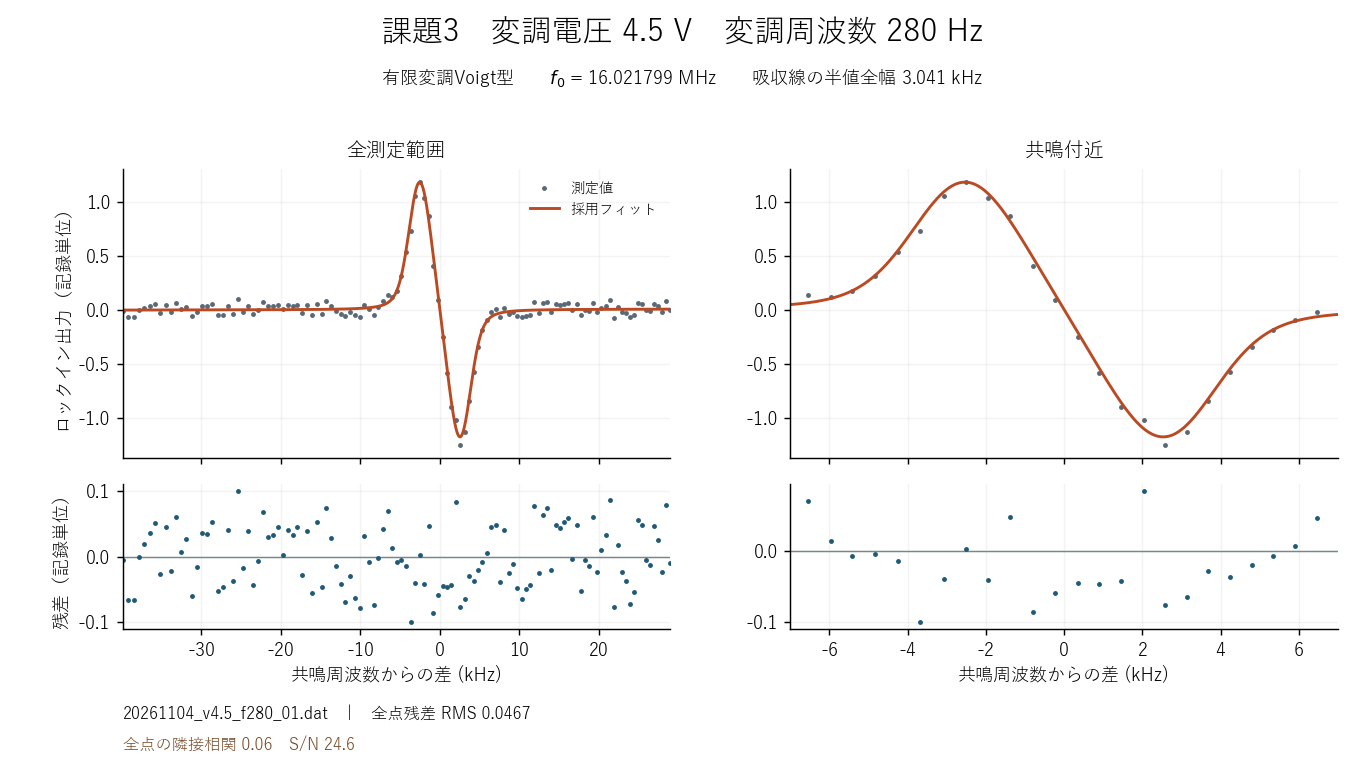 課題3　変調電圧 4.5 V　変調周波数 280 Hz
有限変調Voigt型　　f₀ = 16.021799 MHz　　吸収線の半値全幅 3.041 kHz
全測定範囲
共鳴付近
測定値
採用フィット
ロックイン出力（記録単位）
1.0
0.5
0.0
-0.5
-1.0
1.0
0.5
0.0
-0.5
-1.0
残差（記録単位）
0.1
0.0
-0.1
0.0
-0.1
-30 -20 -10 0 10 20
-6 -4 -2 0 2 4 6
共鳴周波数からの差 (kHz)
共鳴周波数からの差 (kHz)
20261104_v4.5_f280_01.dat　|　全点残差 RMS 0.0467
全点の隣接相関 0.06　S/N 24.6